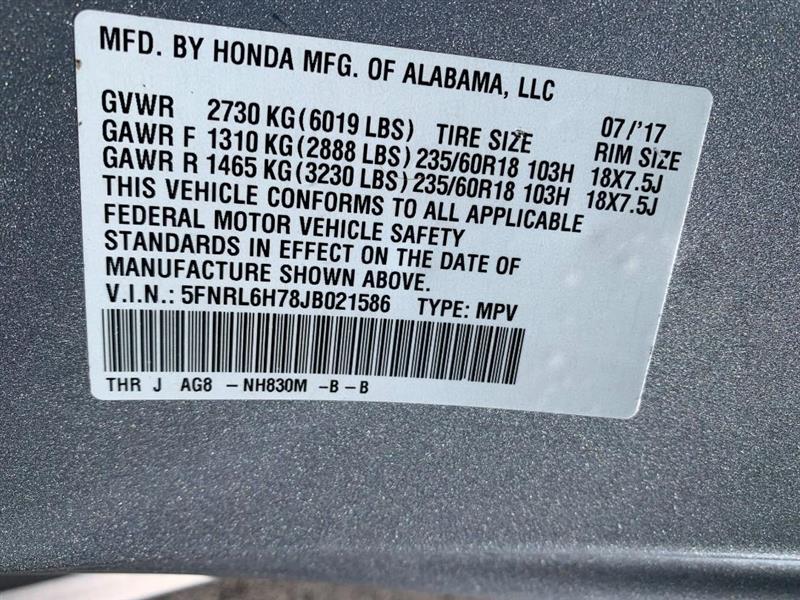 MFD. BY HONDA MFG. OF ALABAMA, LLC
GVWR 2730 KG(6019 LBS) TIRE SIZE 07/'17 RIM SIZE
GAWR F 1310 KG(2888 LBS) 235/60R18 103H 18X7.5J
GAWR R 1465 KG(3230 LBS) 235/60R18 103H 18X7.5J
THIS VEHICLE CONFORMS TO ALL APPLICABLE
FEDERAL MOTOR VEHICLE SAFETY
STANDARDS IN EFFECT ON THE DATE OF
MANUFACTURE SHOWN ABOVE.
V.I.N.: 5FNRL6H78JB021586 TYPE: MPV
THR J AG8 -NH830M -B-B